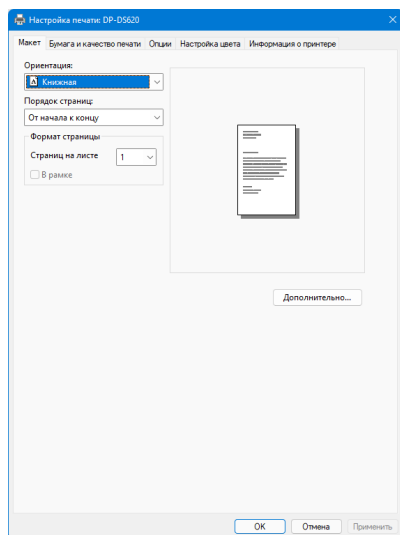 Настройка печати: DP-DS620
Макет Бумага и качество печати Опции Настройка цвета Информация о принтере
Ориентация:
A Книжная
Порядок страниц:
От начала к концу
Формат страницы
Страниц на листе 1
В рамке
Дополнительно...
ОК Отмена Применить